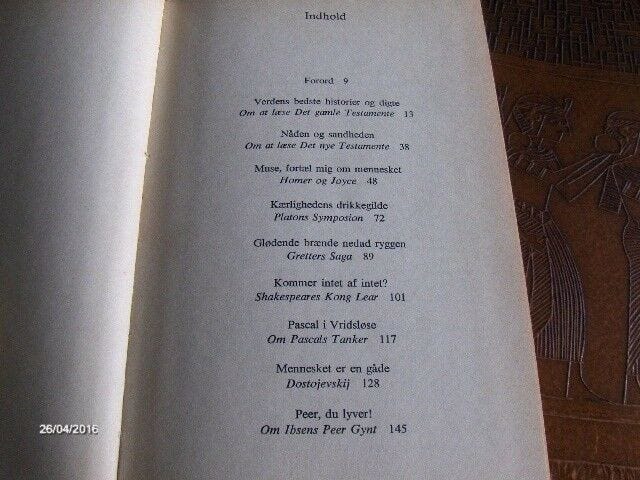 Indhold
Forord 9
Verdens bedste historier og digte
Om at læse Det gamle Testamente 13
Nåden og sandheden
Om at læse Det nye Testamente 38
Muse, fortæl mig om mennesket
Homer og Joyce 48
Kærlighedens drikkegilde
Platons Symposion 72
Glødende brænde nedad ryggen
Gretters Saga 89
Kommer intet af intet?
Shakespeares Kong Lear 101
Pascal i Vridsløse
Om Pascals Tanker 117
Mennesket er en gåde
Dostojevskij 128
Peer, du lyver!
Om Ibsens Peer Gynt 145
26/04/2016